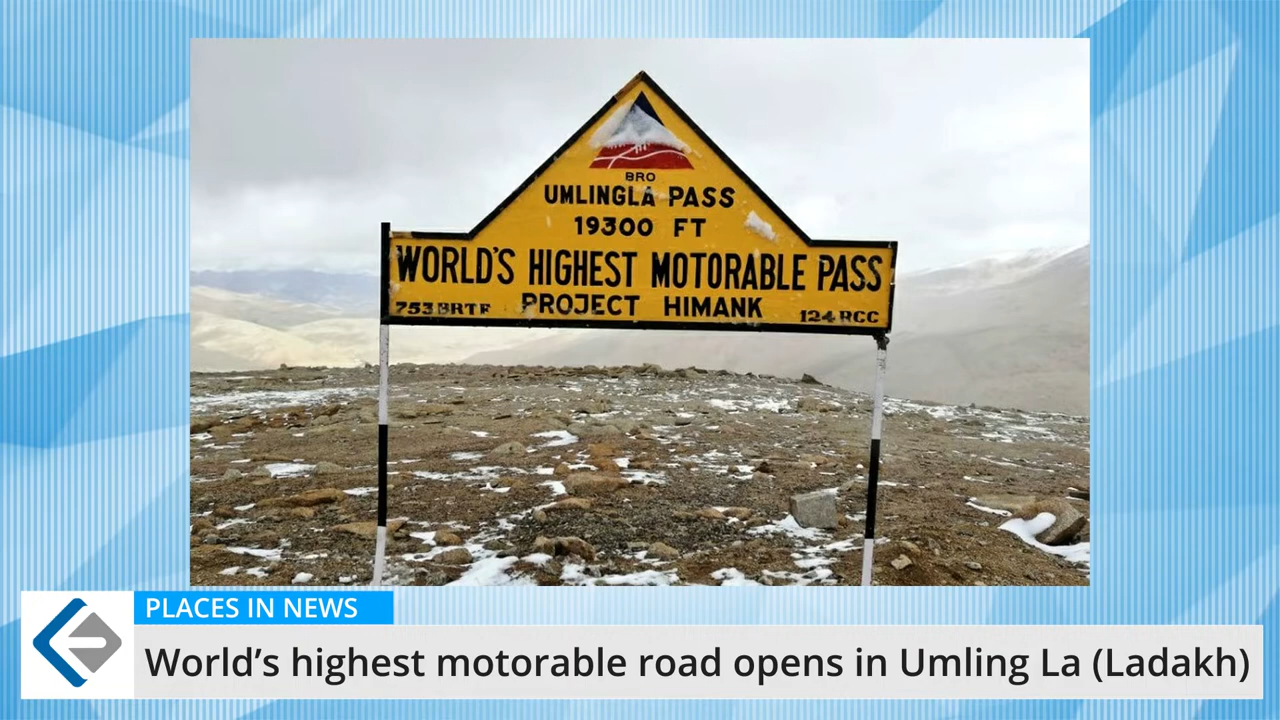 BRO
UMLINGLA PASS
19300 FT
WORLD'S HIGHEST MOTORABLE PASS
PROJECT HIMANK
753 BRTF 124 RCC
PLACES IN NEWS
World’s highest motorable road opens in Umling La (Ladakh)